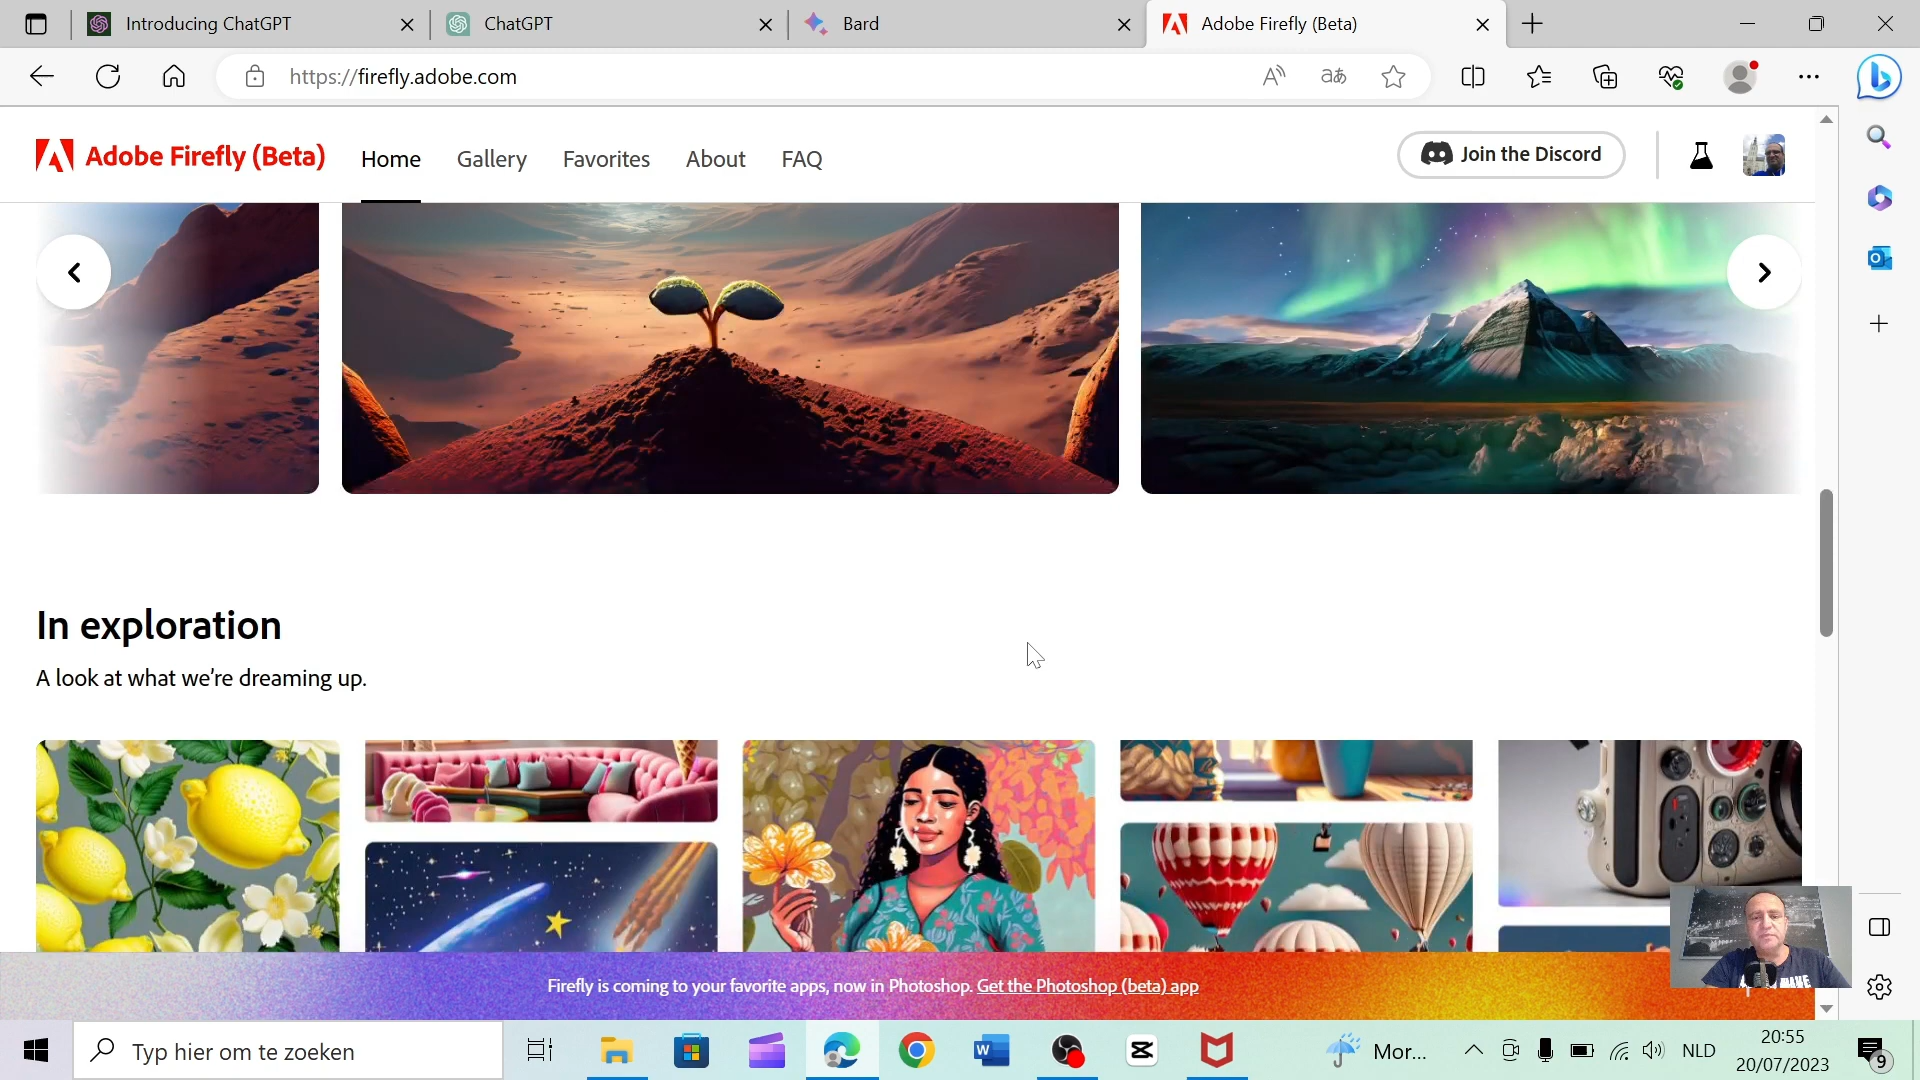 Introducing ChatGPT
ChatGPT
Bard
Adobe Firefly (Beta)
https://firefly.adobe.com
Adobe Firefly (Beta)
Home
Gallery
Favorites
About
FAQ
Join the Discord
In exploration
A look at what we're dreaming up.
Firefly is coming to your favorite apps, now in Photoshop. Get the Photoshop (beta) app
Typ hier om te zoeken
Mor...
NLD
20:55
20/07/2023
9